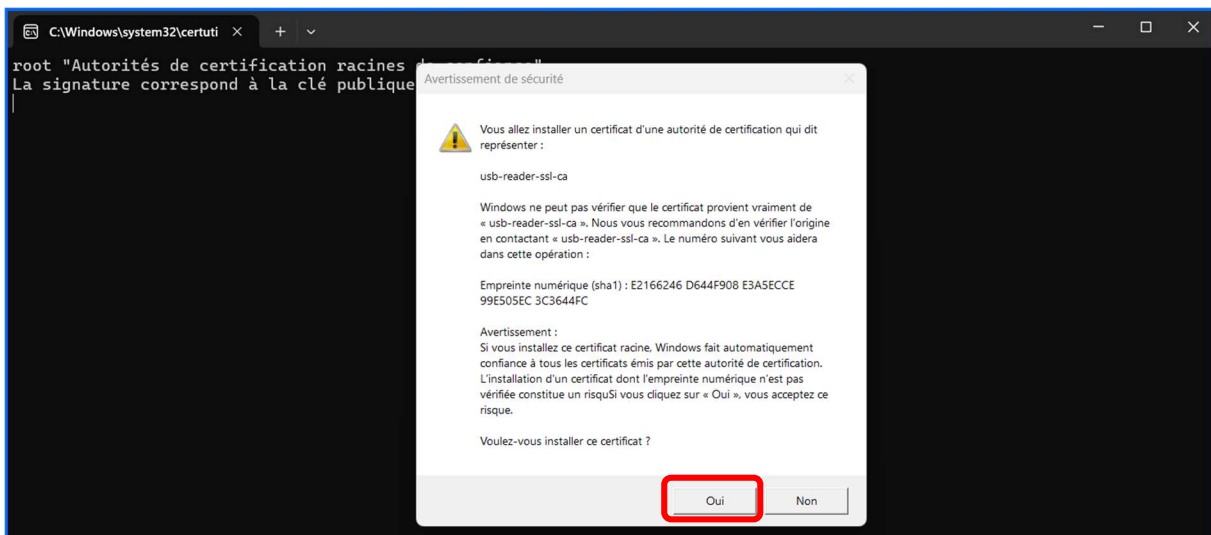 C:\Windows\system32\certuti
root "Autorités de certification racines
La signature correspond à la clé publique
Avertissement de sécurité
Vous allez installer un certificat d'une autorité de certification qui dit
représenter :
usb-reader-ssl-ca
Windows ne peut pas vérifier que le certificat provient vraiment de
« usb-reader-ssl-ca ». Nous vous recommandons d'en vérifier l'origine
en contactant « usb-reader-ssl-ca ». Le numéro suivant vous aidera
dans cette opération :
Empreinte numérique (sha1) : E2166246 D644F908 E3A5ECCE
99E505EC 3C3644FC
Avertissement :
Si vous installez ce certificat racine, Windows fait automatiquement
confiance à tous les certificats émis par cette autorité de certification.
L'installation d'un certificat dont l'empreinte numérique n'est pas
vérifiée constitue un risquSi vous cliquez sur « Oui », vous acceptez ce
risque.
Voulez-vous installer ce certificat ?
Oui
Non